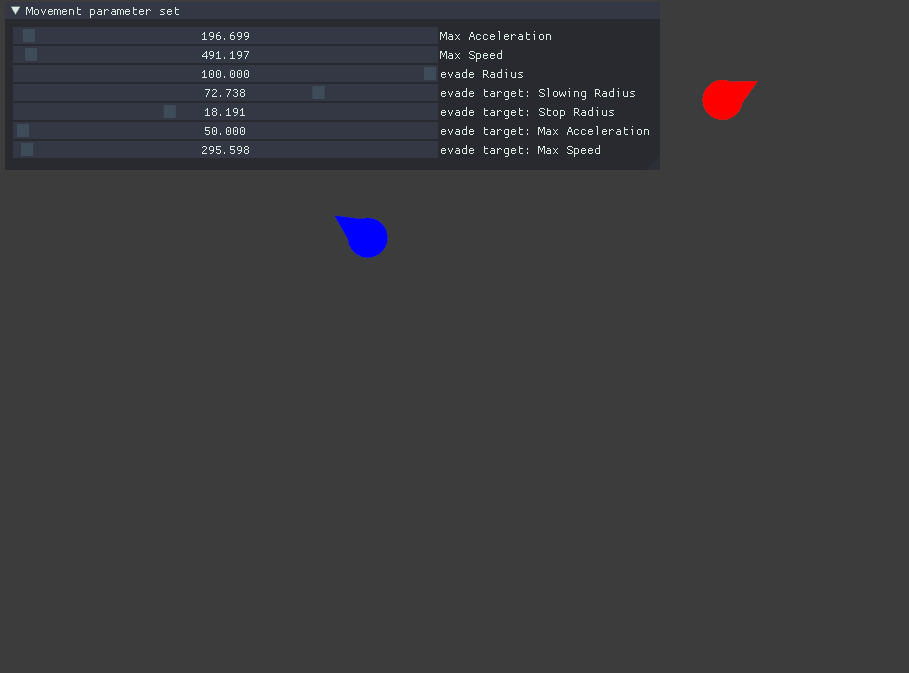 Movement parameter set
196.699 Max Acceleration
491.197 Max Speed
100.000 evade Radius
72.738 evade target: Slowing Radius
18.191 evade target: Stop Radius
50.000 evade target: Max Acceleration
295.598 evade target: Max Speed